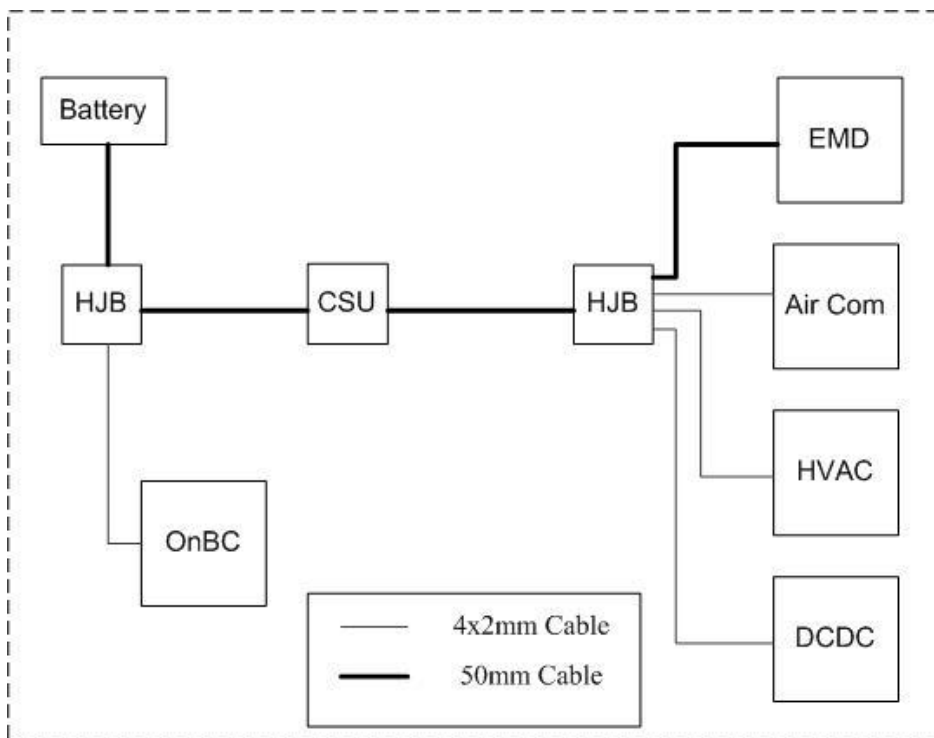 Battery
EMD
HJB
CSU
HJB
Air Com
HVAC
OnBC
DCDC
4x2mm Cable
50mm Cable